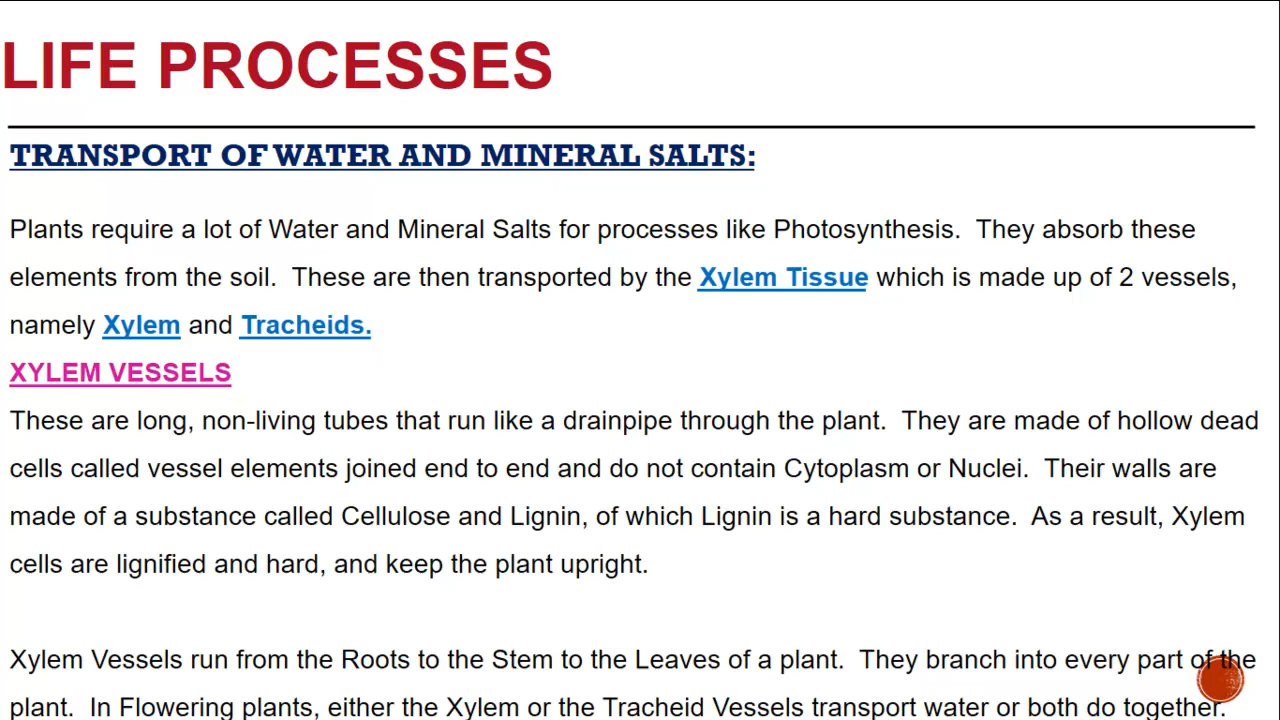 LIFE PROCESSES
TRANSPORT OF WATER AND MINERAL SALTS:
Plants require a lot of Water and Mineral Salts for processes like Photosynthesis.  They absorb these
elements from the soil.  These are then transported by the Xylem Tissue which is made up of 2 vessels,
namely Xylem and Tracheids.
XYLEM VESSELS
These are long, non-living tubes that run like a drainpipe through the plant.  They are made of hollow dead
cells called vessel elements joined end to end and do not contain Cytoplasm or Nuclei.  Their walls are
made of a substance called Cellulose and Lignin, of which Lignin is a hard substance.  As a result, Xylem
cells are lignified and hard, and keep the plant upright.
Xylem Vessels run from the Roots to the Stem to the Leaves of a plant.  They branch into every part of the
plant.  In Flowering plants, either the Xylem or the Tracheid Vessels transport water or both do together.